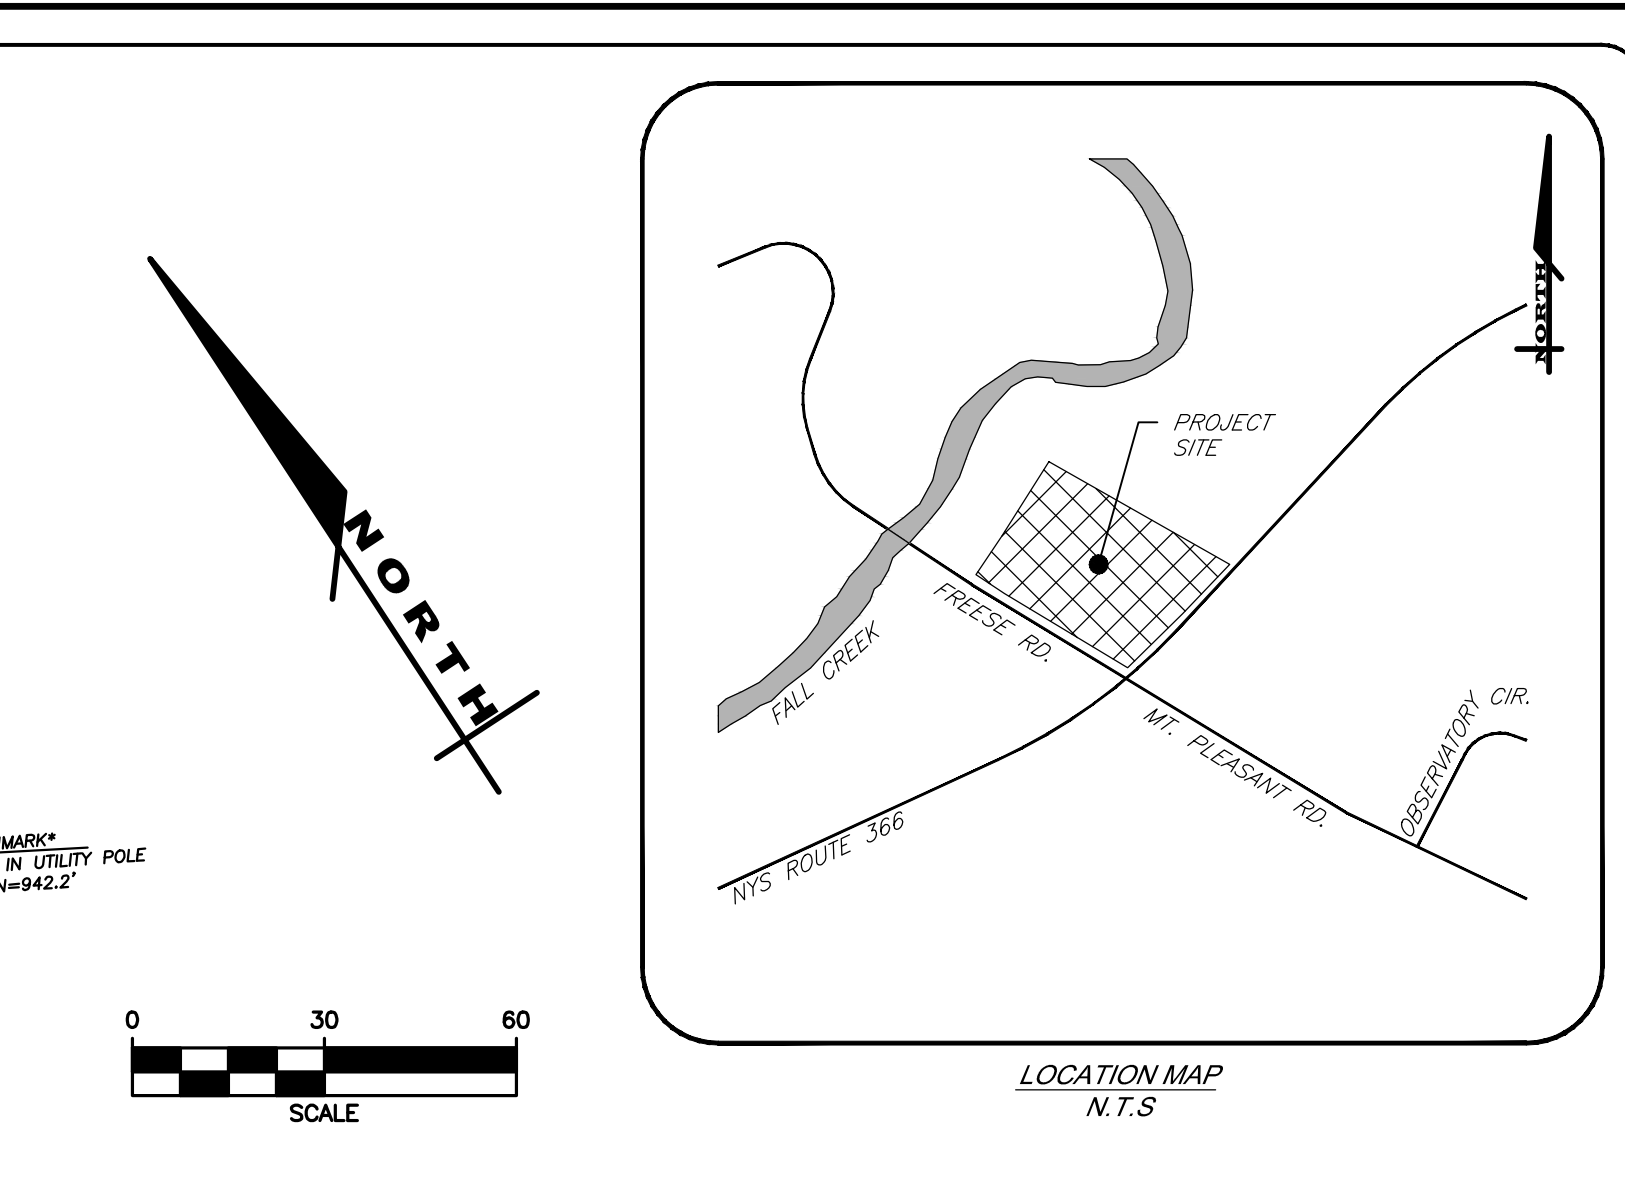 NORTH
PROJECT
SITE
NORTH
FREESE RD.
FALL CREEK
MT. PLEASANT RD.
OBSERVATORY CIR.
NYS ROUTE 366
IN UTILITY POLE
N=942.2'
0 30 60
SCALE
LOCATION MAP
N.T.S